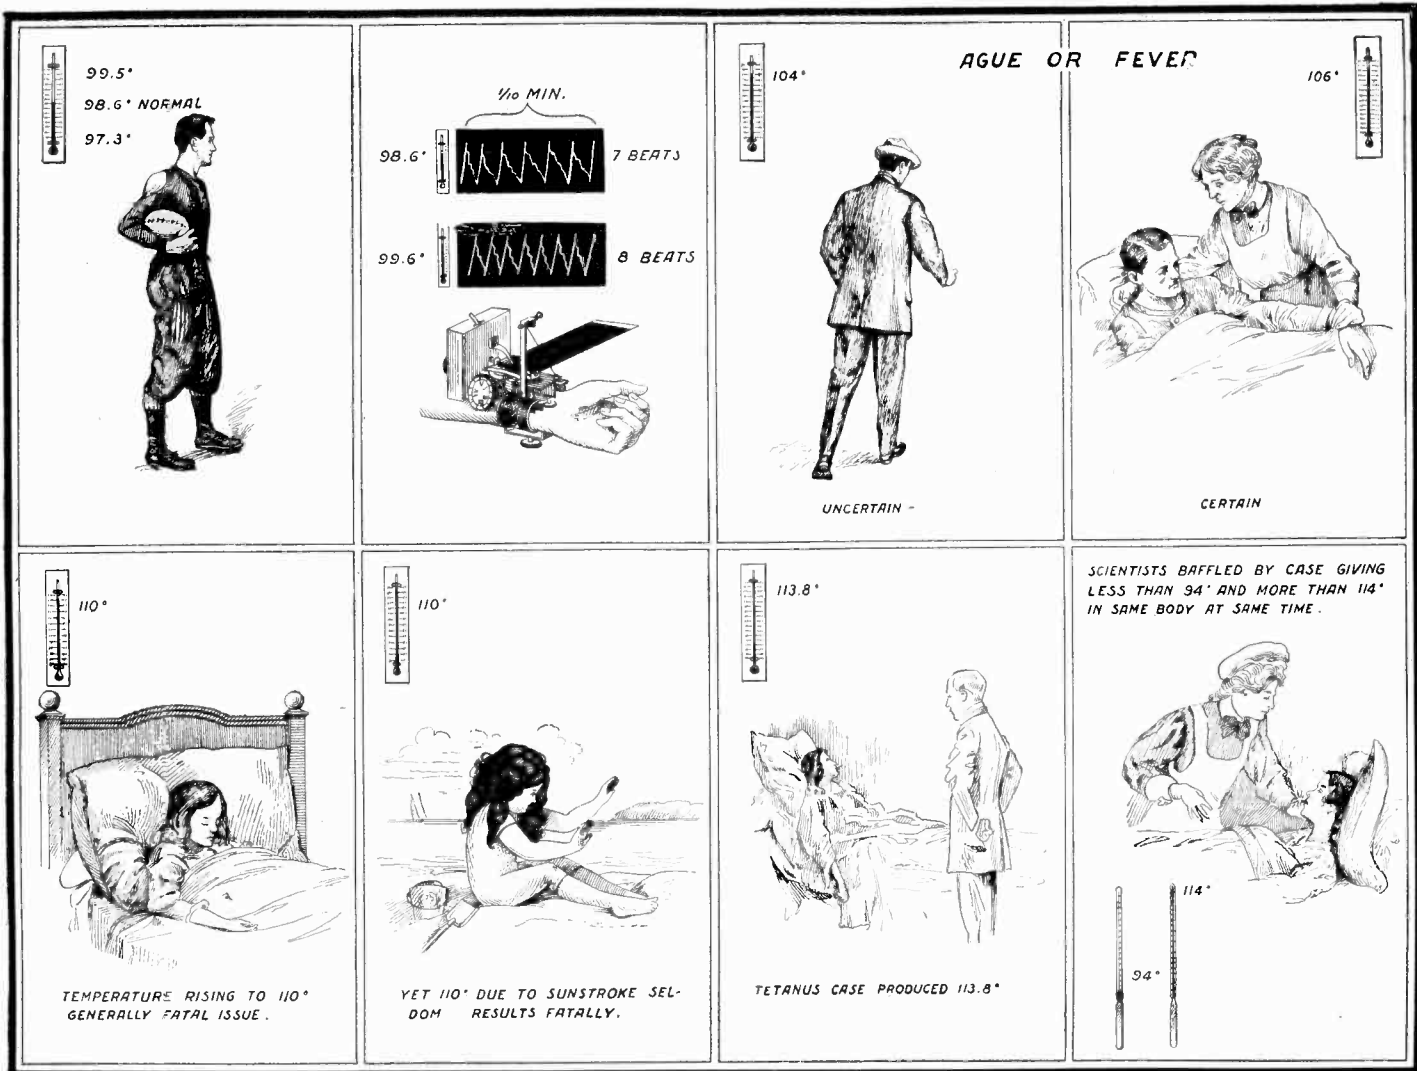 99.5°
98.6° NORMAL
97.3°
1/10 MIN.
98.6° 7 BEATS
99.6° 8 BEATS
AGUE OR FEVER
104°
106°
UNCERTAIN -
CERTAIN
110°
TEMPERATURE RISING TO 110°
GENERALLY FATAL ISSUE.
110°
YET 110° DUE TO SUNSTROKE SEL-
DOM RESULTS FATALLY.
113.8°
TETANUS CASE PRODUCED 113.8°
SCIENTISTS BAFFLED BY CASE GIVING
LESS THAN 94° AND MORE THAN 114°
IN SAME BODY AT SAME TIME.
114°
94°